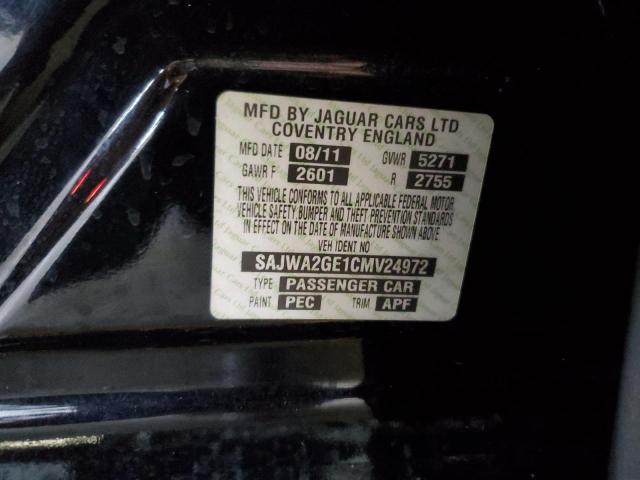 MFD BY JAGUAR CARS LTD
COVENTRY ENGLAND
MFD DATE 08/11 GVWR 5271
GAWR F 2601 R 2755
THIS VEHICLE CONFORMS TO ALL APPLICABLE FEDERAL MOTOR
VEHICLE SAFETY, BUMPER AND THEFT PREVENTION STANDARDS
IN EFFECT ON THE DATE OF MANUFACTURE SHOWN ABOVE.
VEH IDENT NO
SAJWA2GE1CMV24972
TYPE PASSENGER CAR
PAINT PEC TRIM APF